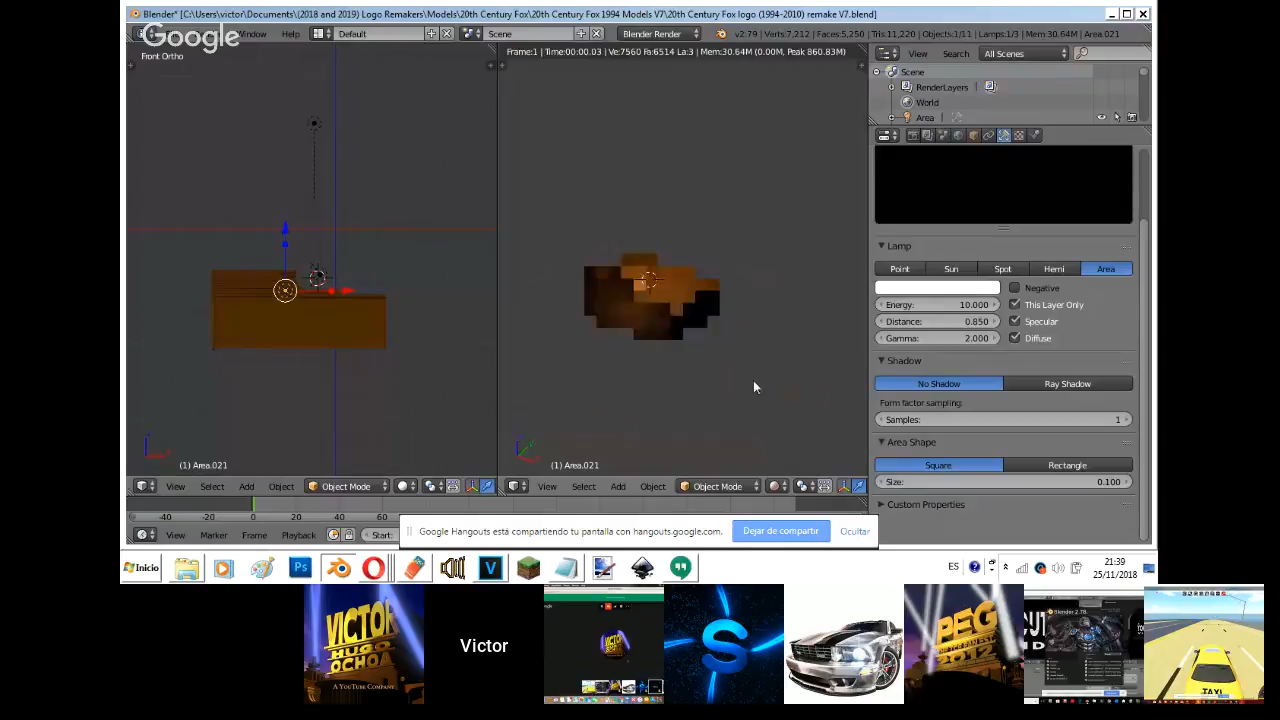 Blender* [C:\Users\victor\Documents\(2018 and 2019) Logo Remakers\Models\20th Century Fox\20th Century Fox 1994 Models V7\20th Century Fox logo (1994-2010) remake V7.blend]
Google
Window Help Default Scene Blender Render v2.79 | Verts:7,212 | Faces:5,250 | Tris:11,220 | Objects:1/11 | Lamps:1/3 | Mem:30.64M | Area.021
Front Ortho
Frame:1 | Time:00:00.03 | Ve:7560 Fa:6514 La:3 | Mem:30.64M (0.00M, Peak 860.83M)
View Search All Scenes
Scene
RenderLayers
World
Area
Lamp
Point Sun Spot Hemi Area
Negative
Energy: 10.000 This Layer Only
Distance: 0.850 Specular
Gamma: 2.000 Diffuse
Shadow
No Shadow Ray Shadow
Form factor sampling:
Samples: 1
Area Shape
Square Rectangle
Size: 0.100
Custom Properties
(1) Area.021
(1) Area.021
View Select Add Object Object Mode
View Select Add Object Object Mode
-40 -20 0 20 40 60
View Marker Frame Playback Start:
Google Hangouts está compartiendo tu pantalla con hangouts.google.com. Dejar de compartir Ocultar
Inicio Ps V ES 21:39
25/11/2018
VICTOR
HUGO
OCHOA
A YOUTUBE COMPANY
Victor
S
PEG
Blender 2.78
TAXI